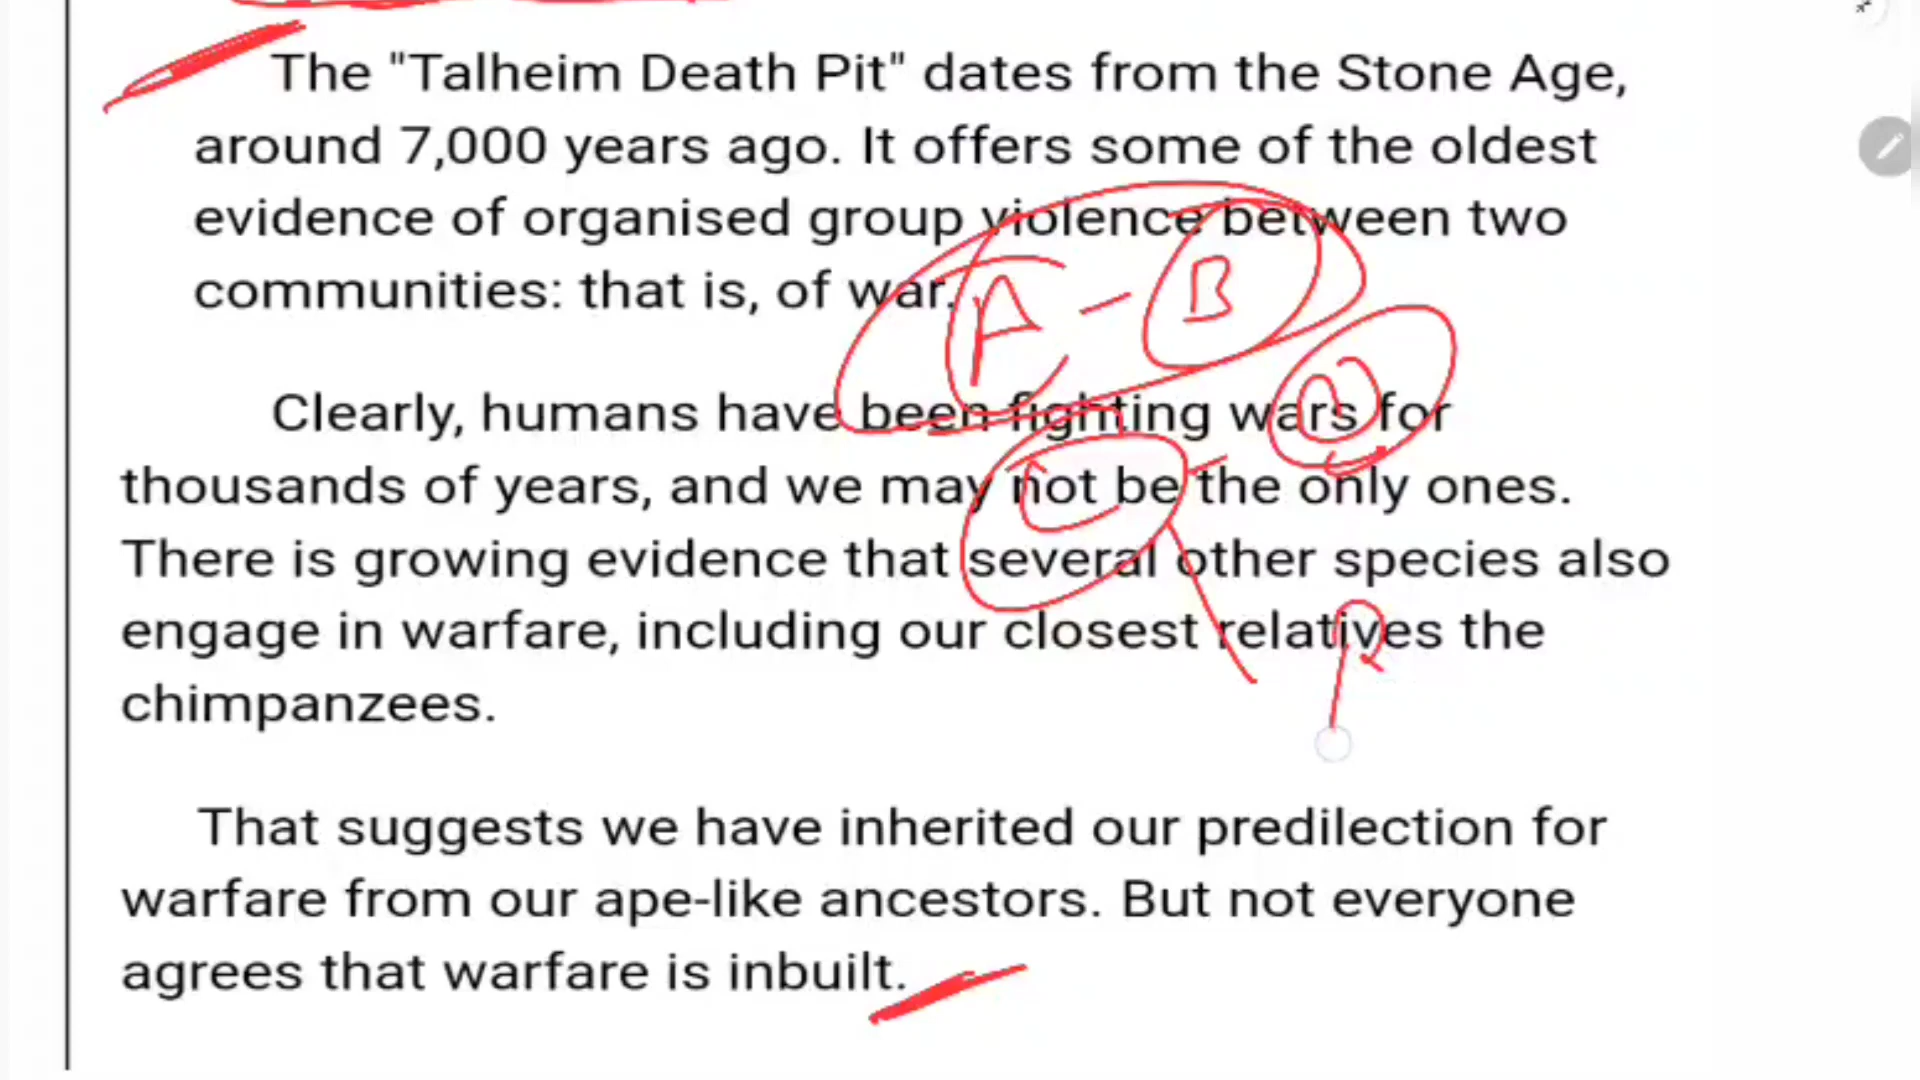 The "Talheim Death Pit" dates from the Stone Age,
around 7,000 years ago. It offers some of the oldest
evidence of organised group violence between two
communities: that is, of war.
A - B
Clearly, humans have been fighting wars for
thousands of years, and we may not be the only ones.
There is growing evidence that several other species also
engage in warfare, including our closest relatives the
chimpanzees.
That suggests we have inherited our predilection for
warfare from our ape-like ancestors. But not everyone
agrees that warfare is inbuilt.